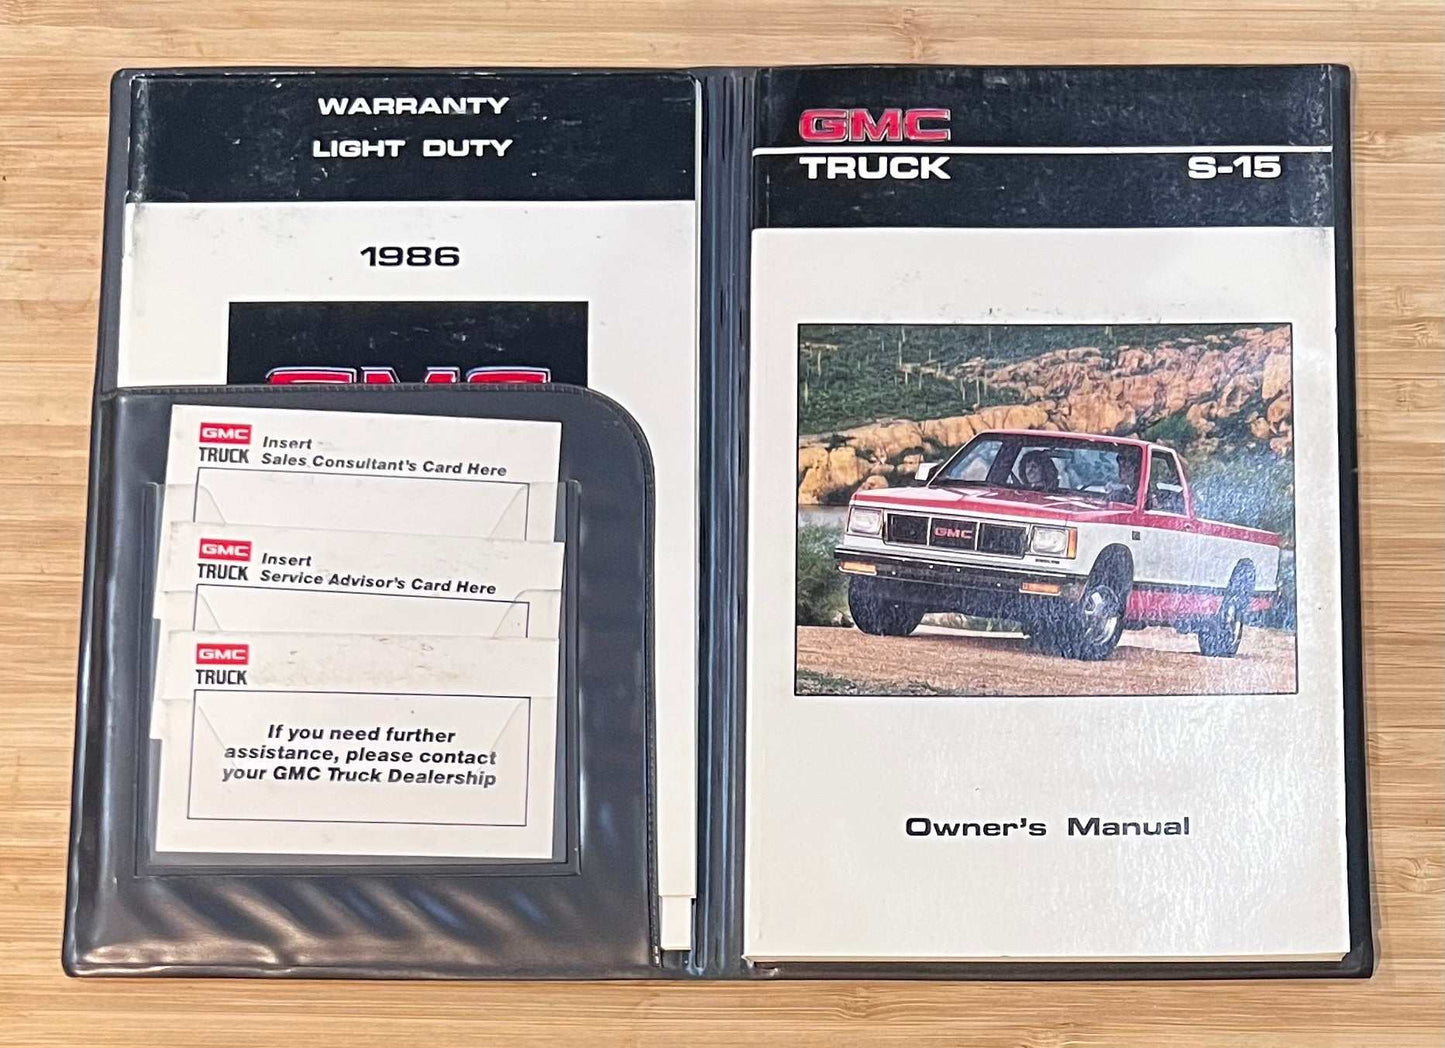 WARRANTY
LIGHT DUTY
1986
GMC
GMC
TRUCK
Insert
Sales Consultant's Card Here
GMC
TRUCK
Insert
Service Advisor's Card Here
GMC
TRUCK
If you need further
assistance, please contact
your GMC Truck Dealership
GMC
TRUCK S-15
GMC
Owner's Manual